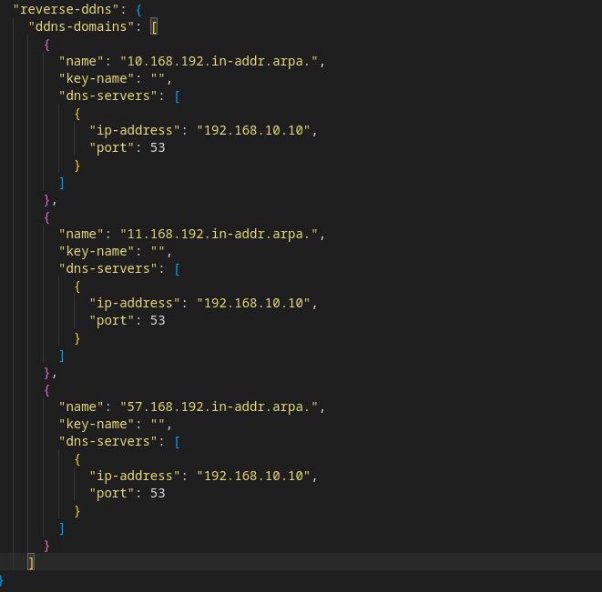 "reverse-ddns": {
"ddns-domains": [
{
"name": "10.168.192.in-addr.arpa.",
"key-name": "",
"dns-servers": [
{
"ip-address": "192.168.10.10",
"port": 53
}
]
},
{
"name": "11.168.192.in-addr.arpa.",
"key-name": "",
"dns-servers": [
{
"ip-address": "192.168.10.10",
"port": 53
}
]
},
{
"name": "57.168.192.in-addr.arpa.",
"key-name": "",
"dns-servers": [
{
"ip-address": "192.168.10.10",
"port": 53
}
]
}
]
}